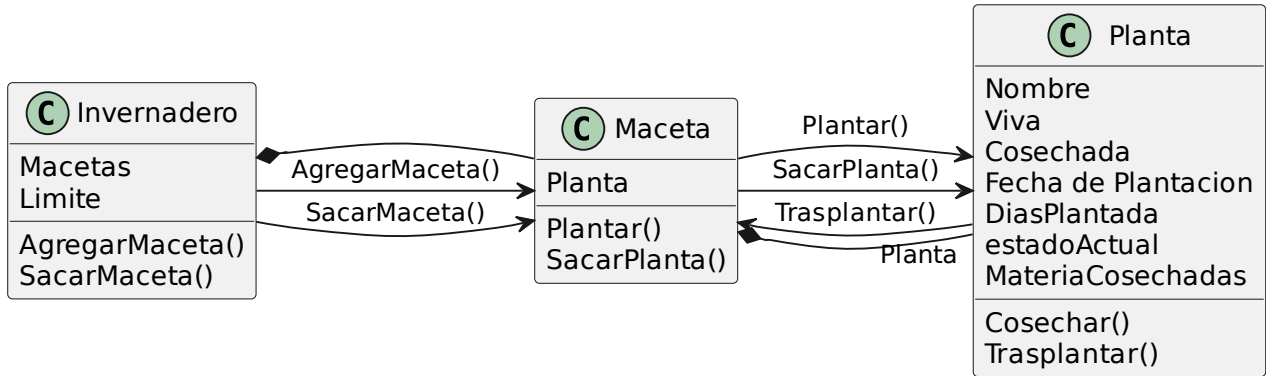 C Invernadero
Macetas
Limite
AgregarMaceta()
SacarMaceta()
AgregarMaceta()
SacarMaceta()
C Maceta
Planta
Plantar()
SacarPlanta()
Plantar()
SacarPlanta()
Trasplantar()
Planta
C Planta
Nombre
Viva
Cosechada
Fecha de Plantacion
DiasPlantada
estadoActual
MateriaCosechadas
Cosechar()
Trasplantar()